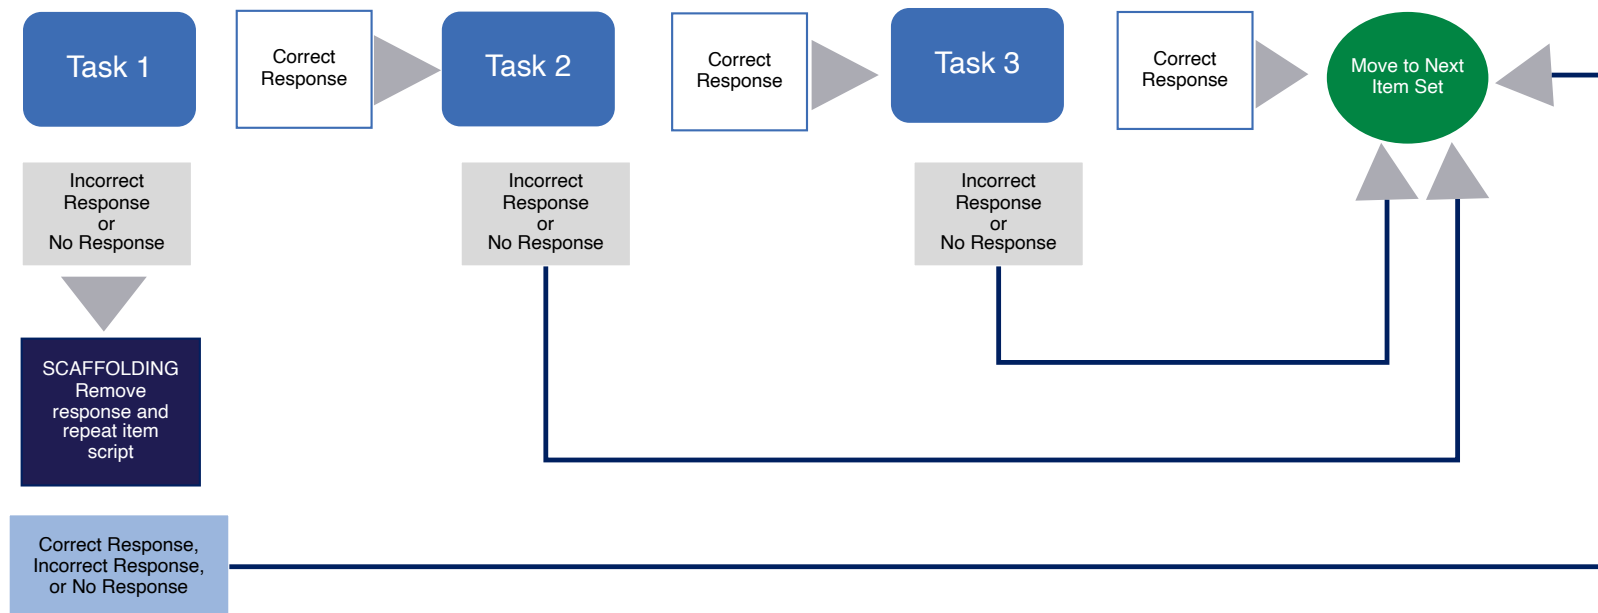 Task 1
Correct
Response
Task 2
Correct
Response
Task 3
Correct
Response
Move to Next
Item Set
Incorrect
Response
or
No Response
Incorrect
Response
or
No Response
Incorrect
Response
or
No Response
SCAFFOLDING
Remove
response and
repeat item
script
Correct Response,
Incorrect Response,
or No Response